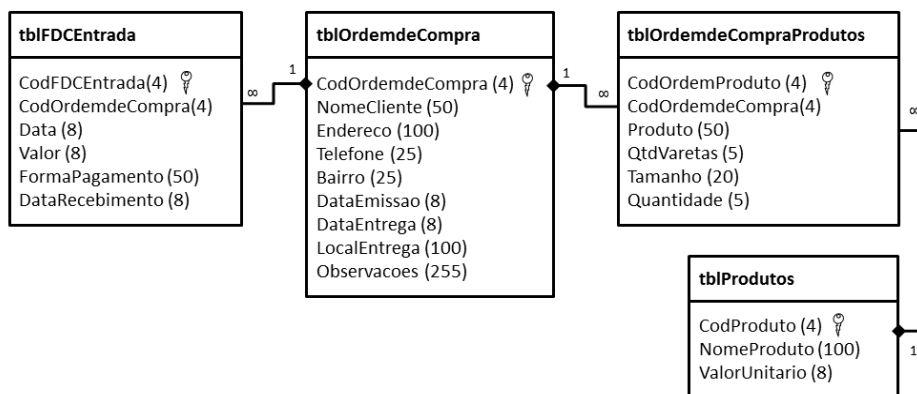 tblFDCEntrada
CodFDCEntrada(4)
CodOrdemdeCompra(4)
Data (8)
Valor (8)
FormaPagamento (50)
DataRecebimento (8)
∞
1
tblOrdemdeCompra
CodOrdemdeCompra (4)
NomeCliente (50)
Endereco (100)
Telefone (25)
Bairro (25)
DataEmissao (8)
DataEntrega (8)
LocalEntrega (100)
Observacoes (255)
1
∞
tblOrdemdeCompraProdutos
CodOrdemProduto (4)
CodOrdemdeCompra(4)
Produto (50)
QtdVaretas (5)
Tamanho (20)
Quantidade (5)
∞
tblProdutos
CodProduto (4)
NomeProduto (100)
ValorUnitario (8)
1